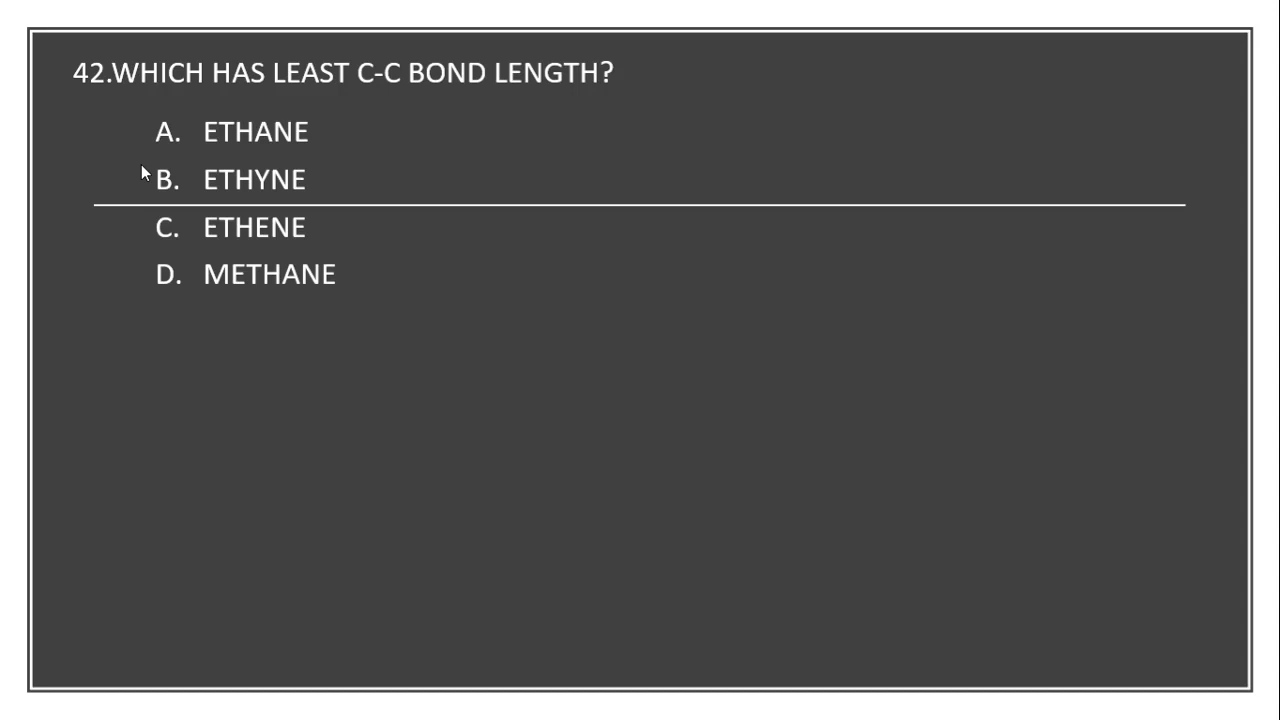 42.WHICH HAS LEAST C-C BOND LENGTH?
A. ETHANE
B. ETHYNE
C. ETHENE
D. METHANE